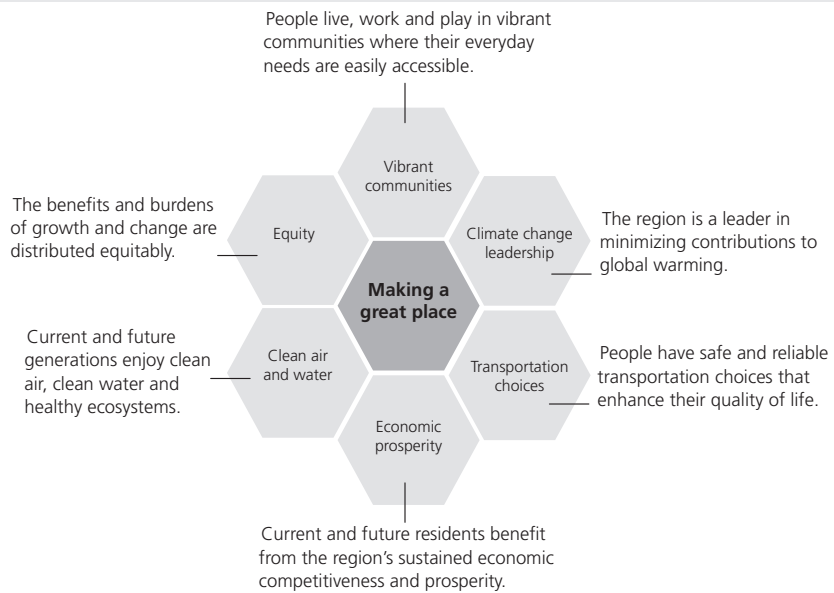 People live, work and play in vibrant
communities where their everyday
needs are easily accessible.
Vibrant
communities
The benefits and burdens
of growth and change are
distributed equitably.
Equity
Climate change
leadership
The region is a leader in
minimizing contributions to
global warming.
Making a
great place
Current and future
generations enjoy clean
air, clean water and
healthy ecosystems.
Clean air
and water
Transportation
choices
People have safe and reliable
transportation choices that
enhance their quality of life.
Economic
prosperity
Current and future residents benefit
from the region’s sustained economic
competitiveness and prosperity.